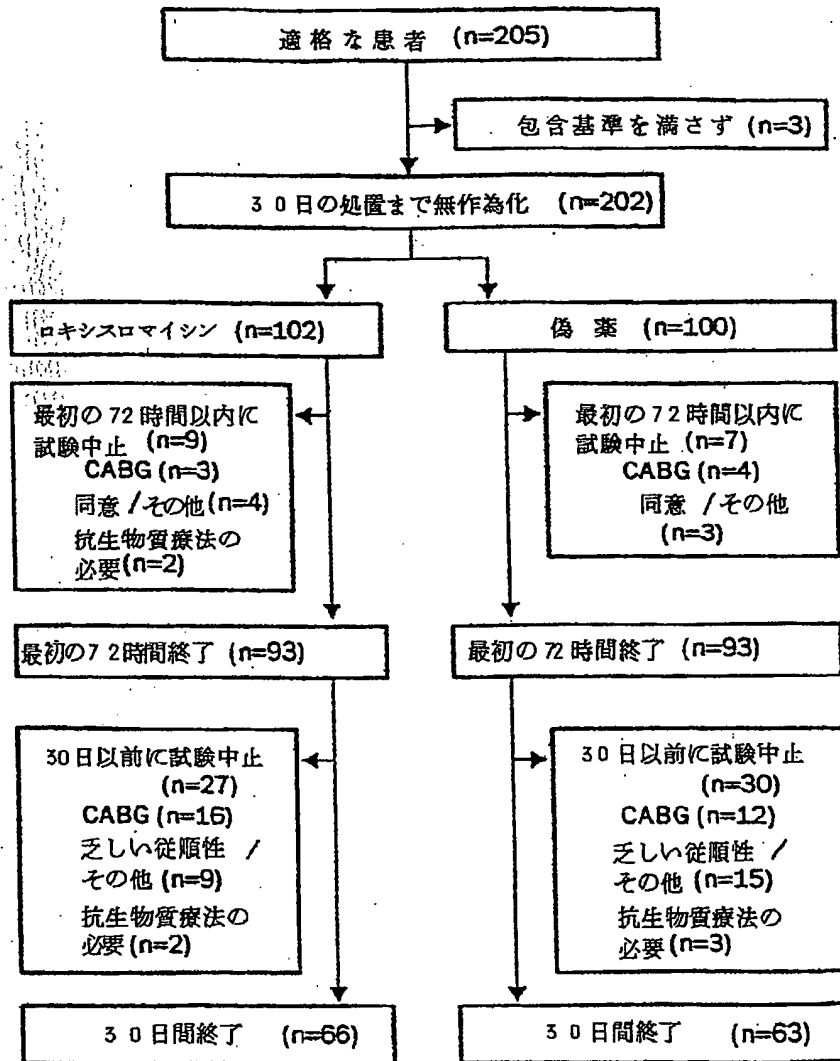 適格な患者 (n=205)
包含基準を満さず (n=3)
30日の処置まで無作為化 (n=202)
ロキシスロマイシン (n=102)
偽薬 (n=100)
最初の72時間以内に
試験中止 (n=9)
CABG (n=3)
同意/その他(n=4)
抗生物質療法の
必要(n=2)
最初の72時間以内に
試験中止 (n=7)
CABG (n=4)
同意/その他
(n=3)
最初の72時間終了 (n=93)
最初の72時間終了 (n=93)
30日以前に試験中止
(n=27)
CABG (n=16)
乏しい従順性/
その他 (n=9)
抗生物質療法の
必要(n=2)
30日以前に試験中止
(n=30)
CABG (n=12)
乏しい従順性/
その他 (n=15)
抗生物質療法の
必要(n=3)
30日間終了 (n=66)
30日間終了 (n=63)